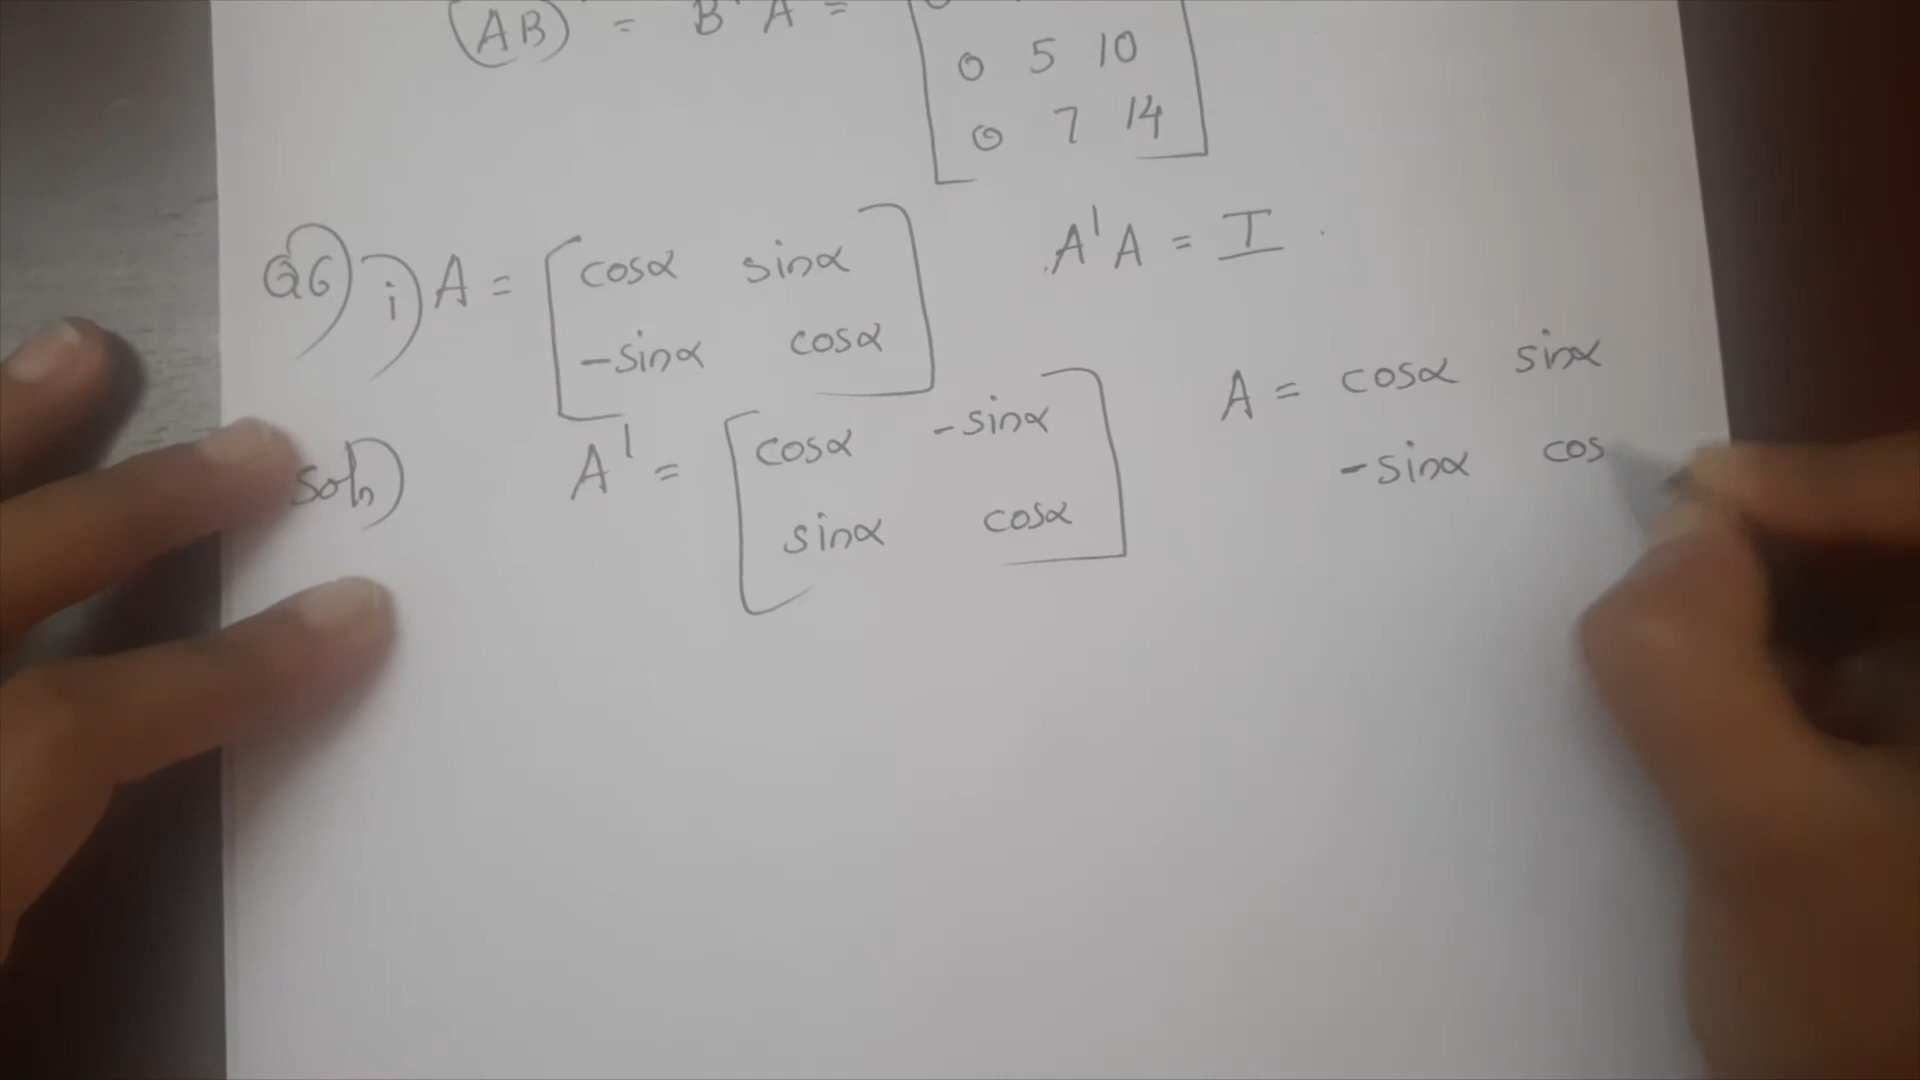 (AB)' = B' A' =
0 5 10
0 7 14
Q6) i) A = [cosα sinα
-sinα cosα]
A'A = I.
Soln) A' = [cosα -sinα
sinα cosα]
A = cosα sinα
-sinα cos